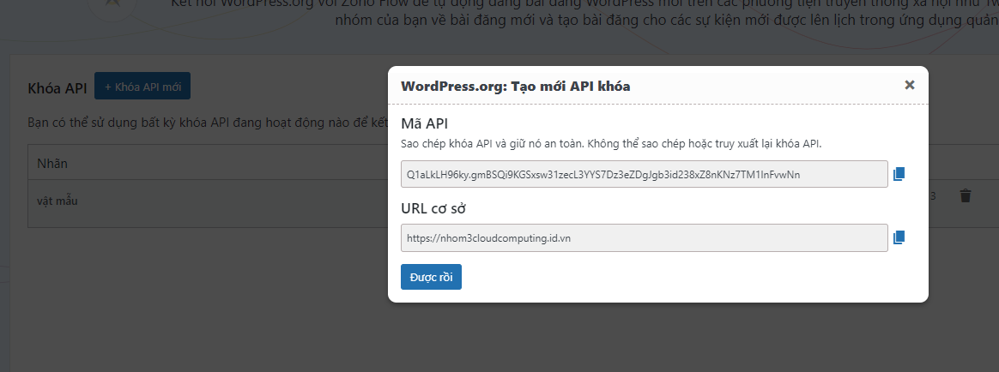 Kết nối WordPress.org với Zoho Flow để tự động đăng bài đăng WordPress mới trên các phương tiện truyền thông xã hội như Tw
nhóm của bạn về bài đăng mới và tạo bài đăng cho các sự kiện mới được lên lịch trong ứng dụng quản
Khóa API
+ Khóa API mới
Bạn có thể sử dụng bất kỳ khóa API đang hoạt động nào để kết
Nhãn
vật mẫu
3
WordPress.org: Tạo mới API khóa
Mã API
Sao chép khóa API và giữ nó an toàn. Không thể sao chép hoặc truy xuất lại khóa API.
Q1aLkLH96ky.gmBSQi9KGSxsw31zecL3YYS7Dz3eZDgJgb3id238xZ8nKNz7TM1InFvwNn
URL cơ sở
https://nhom3cloudcomputing.id.vn
Được rồi